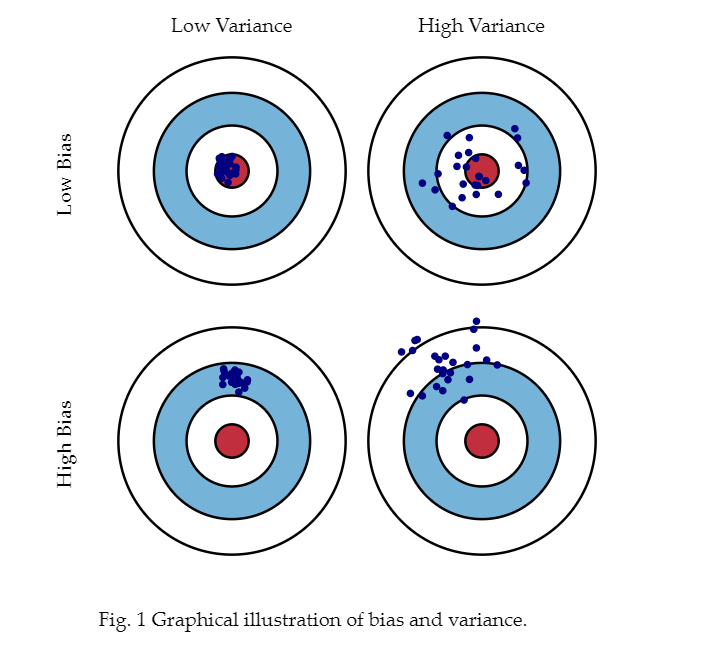 Low Variance
High Variance
Low Bias
High Bias
Fig. 1 Graphical illustration of bias and variance.